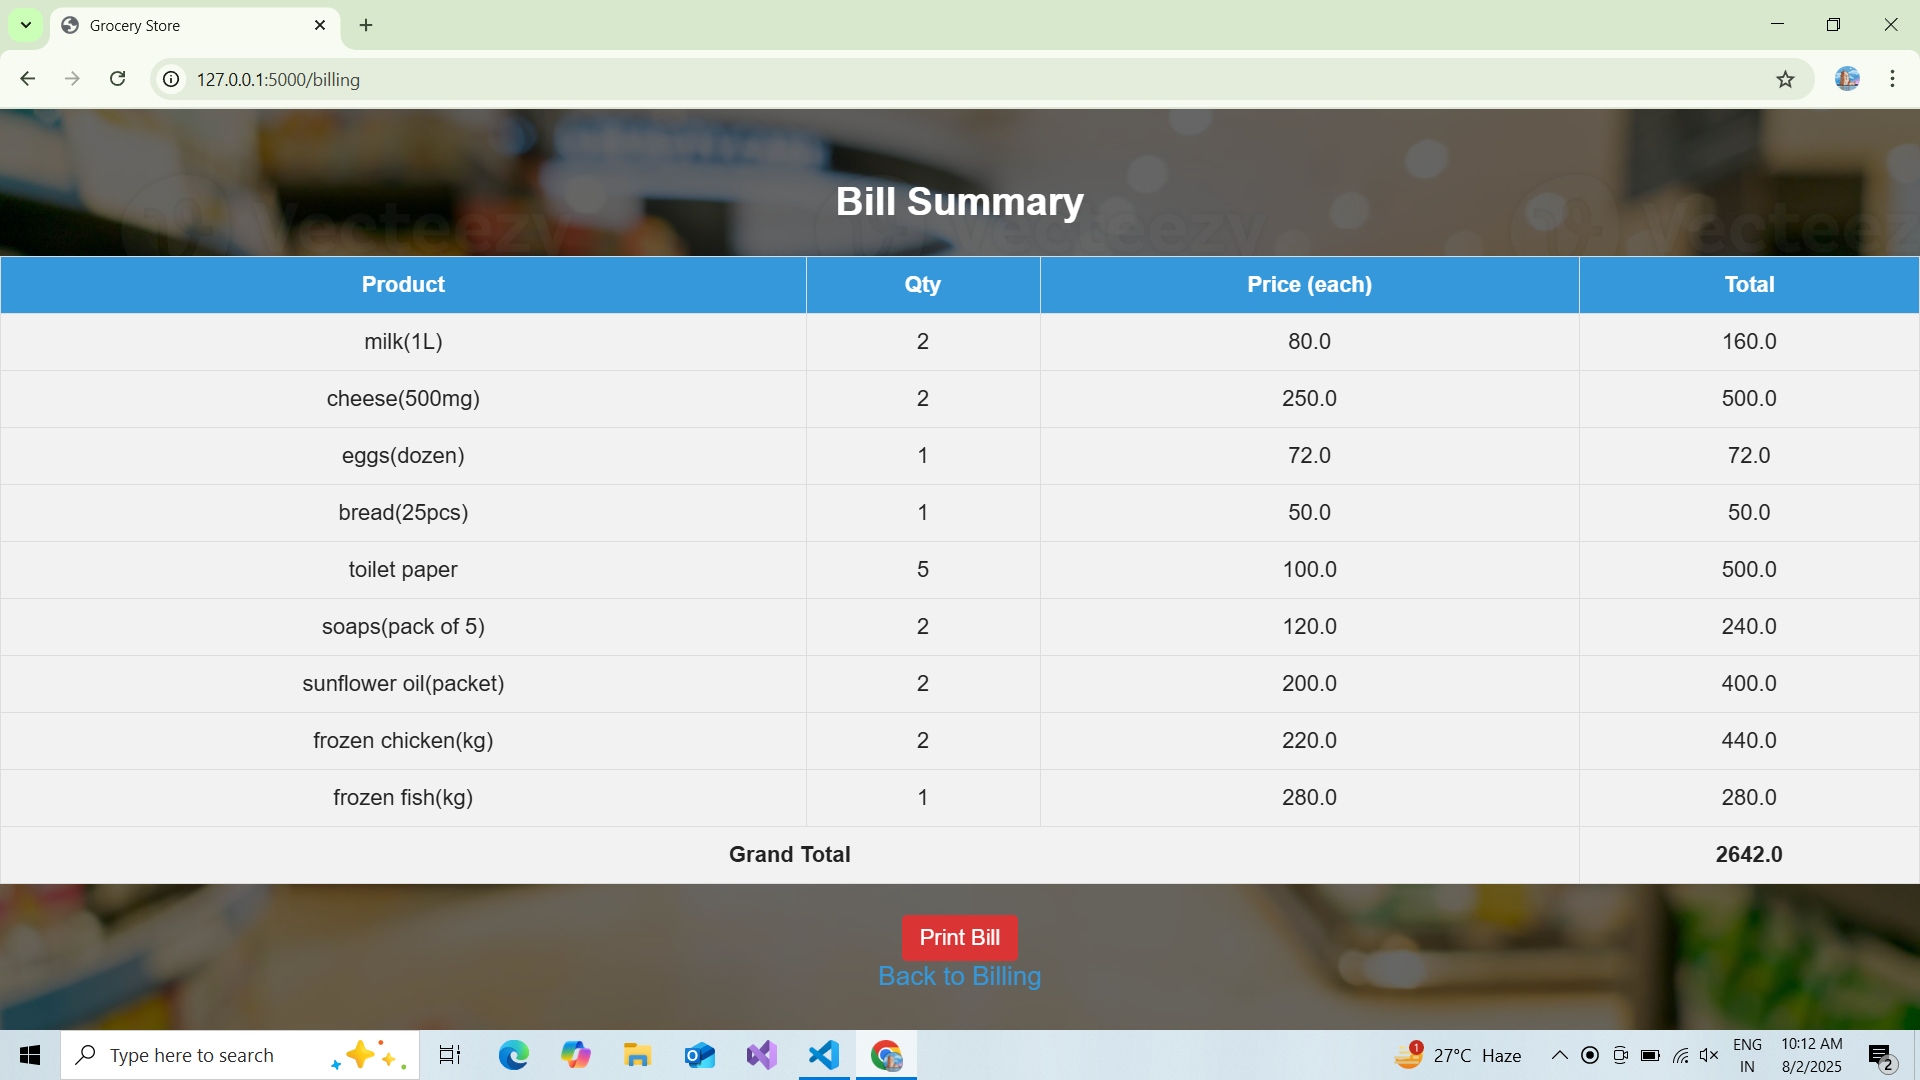 Grocery Store
127.0.0.1:5000/billing
Bill Summary
Vecteezy Vecteezy Vecteezy
Product Qty Price (each) Total
milk(1L) 2 80.0 160.0
cheese(500mg) 2 250.0 500.0
eggs(dozen) 1 72.0 72.0
bread(25pcs) 1 50.0 50.0
toilet paper 5 100.0 500.0
soaps(pack of 5) 2 120.0 240.0
sunflower oil(packet) 2 200.0 400.0
frozen chicken(kg) 2 220.0 440.0
frozen fish(kg) 1 280.0 280.0
Grand Total 2642.0
Print Bill
Back to Billing
Type here to search
1
27°C Haze
ENG
IN
10:12 AM
8/2/2025
2